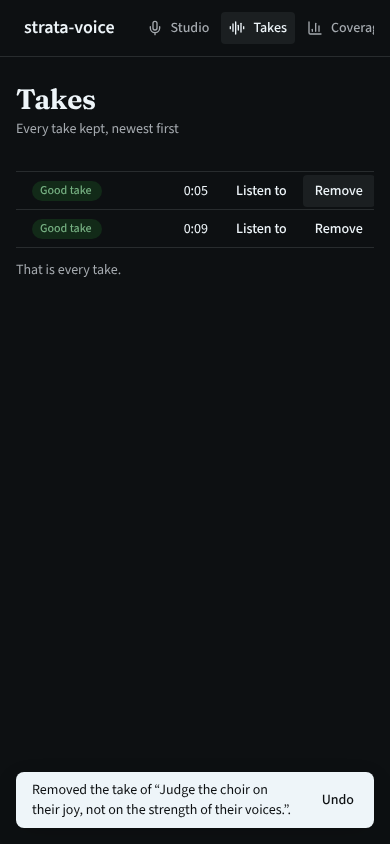 strata-voice Studio Takes Coverag
Takes
Every take kept, newest first
Good take 0:05 Listen to Remove
Good take 0:09 Listen to Remove
That is every take.
Removed the take of “Judge the choir on
their joy, not on the strength of their voices.”. Undo